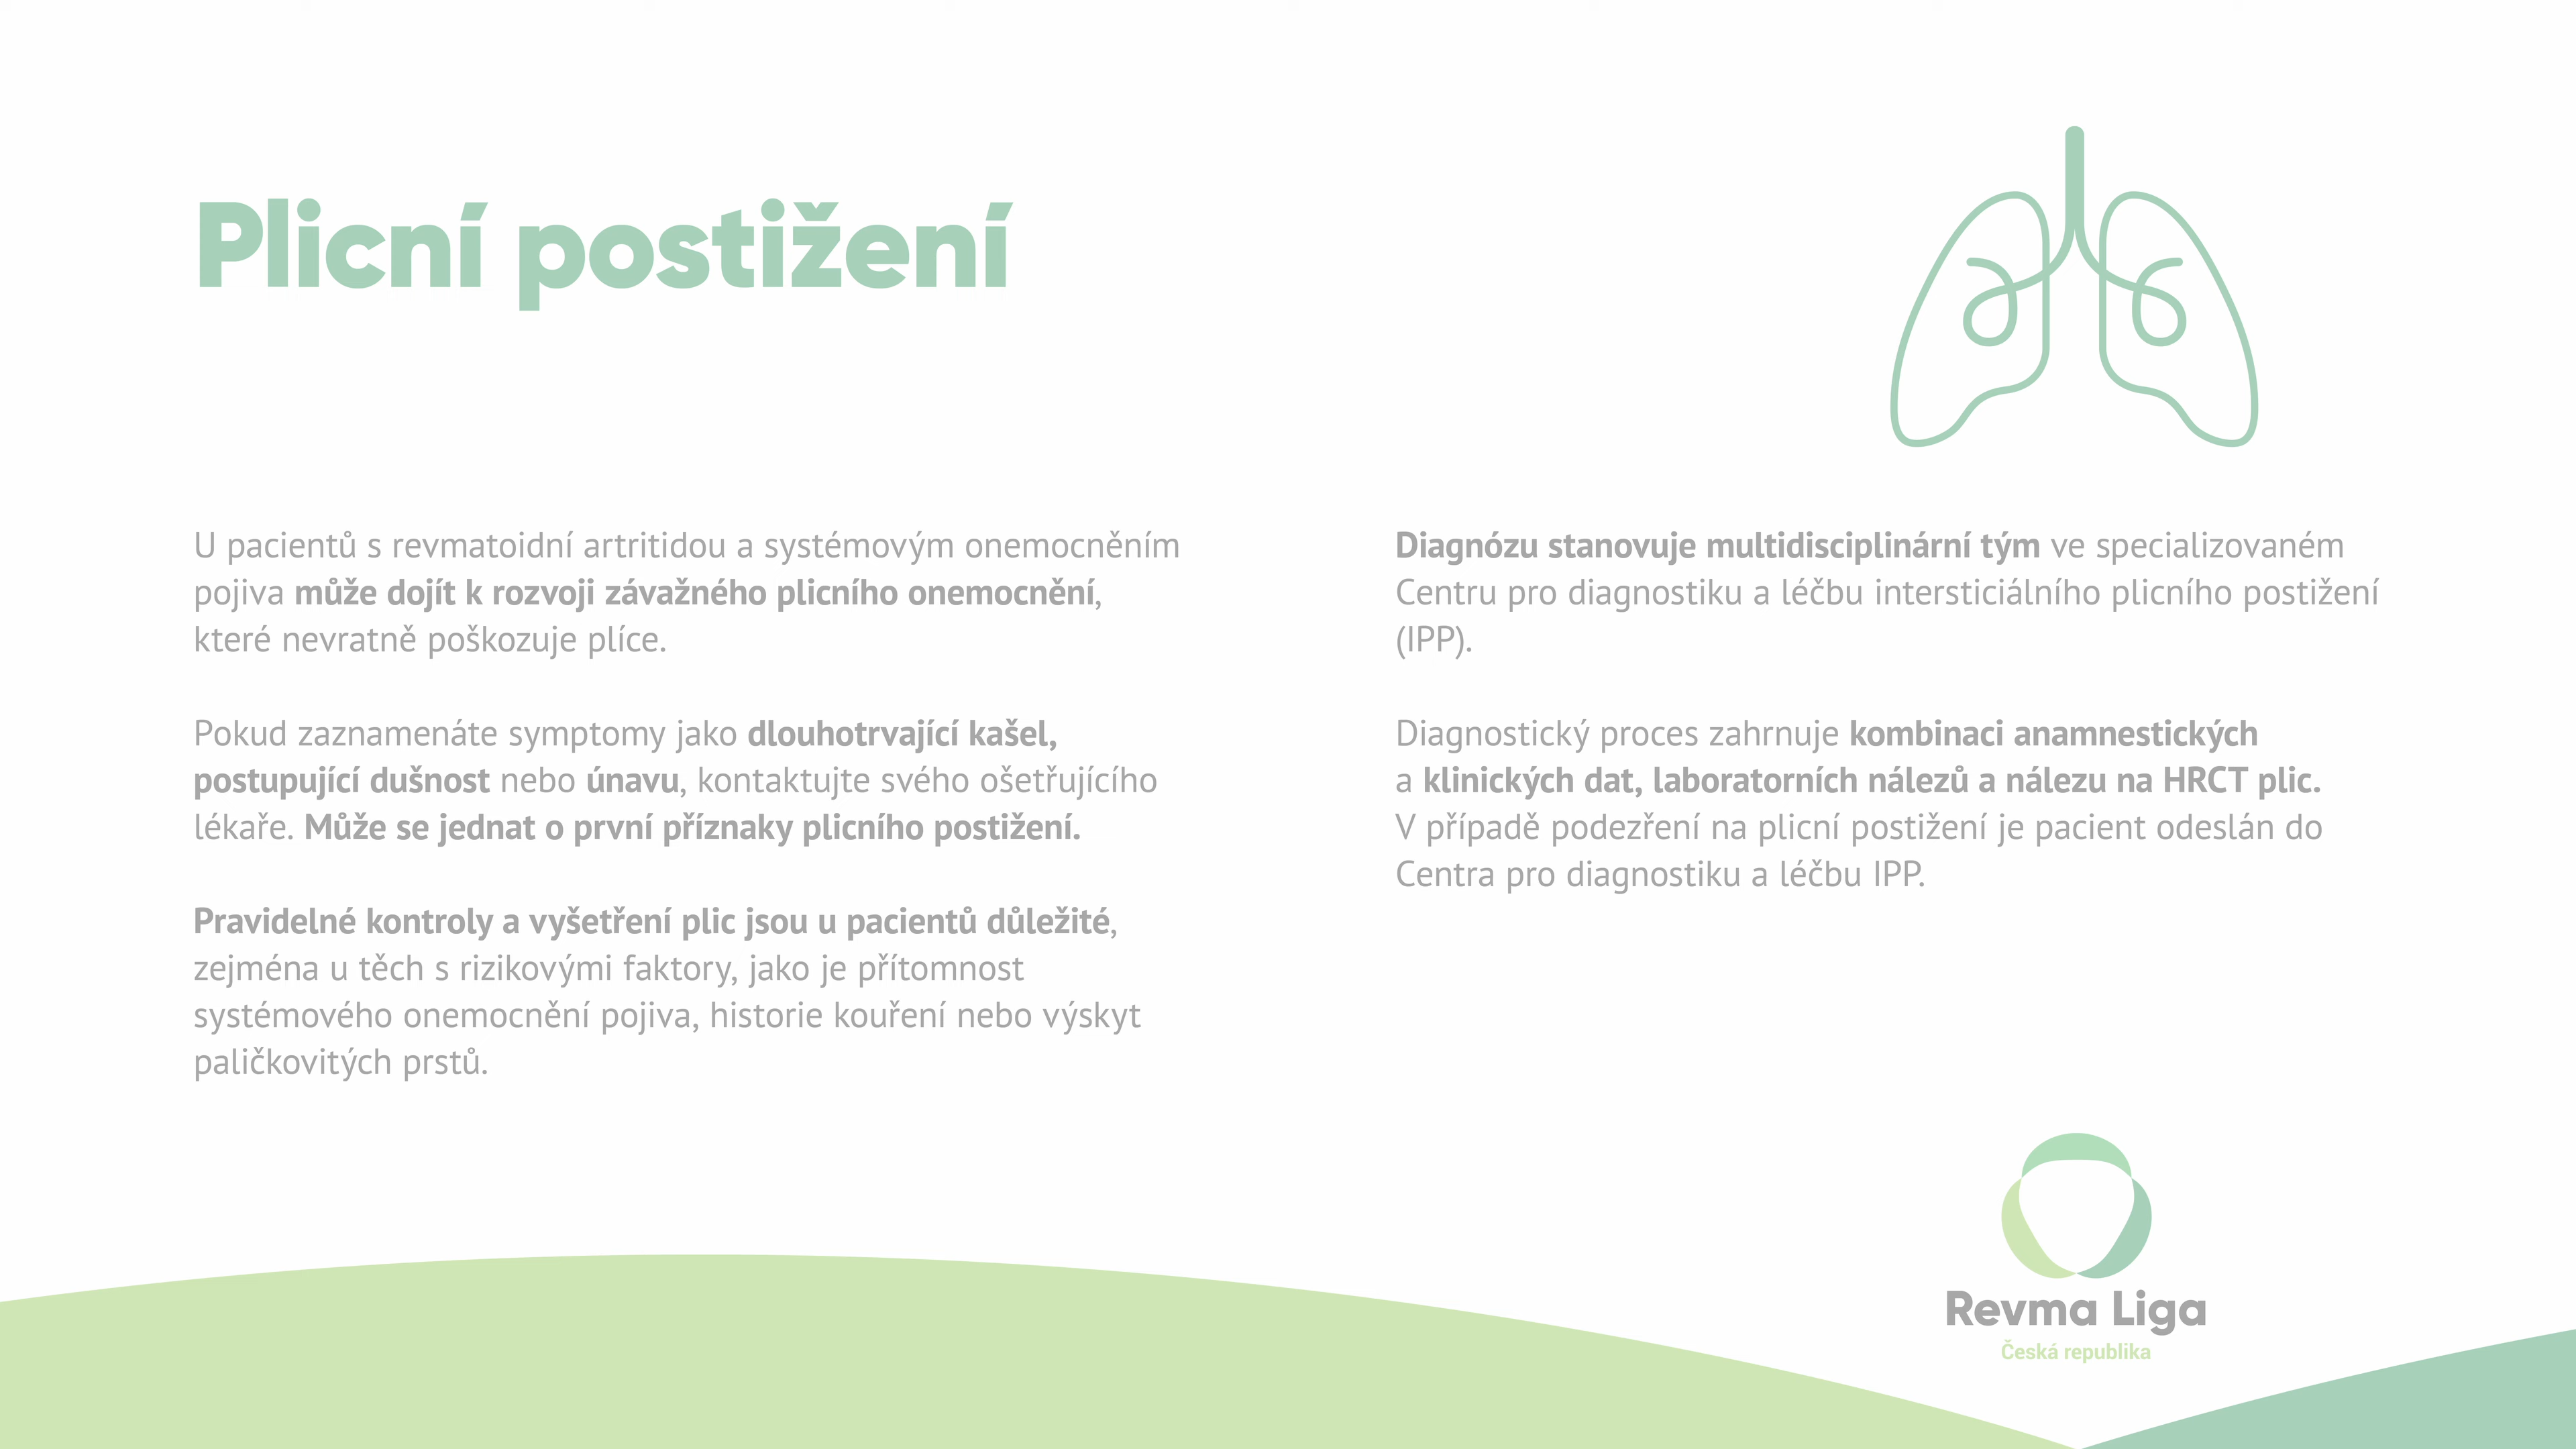 Plicní postižení
U pacientů s revmatoidní artritidou a systémovým onemocněním
pojiva může dojít k rozvoji závažného plicního onemocnění,
které nevratně poškozuje plíce.
Pokud zaznamenáte symptomy jako dlouhotrvající kašel,
postupující dušnost nebo únavu, kontaktujte svého ošetřujícího
lékaře. Může se jednat o první příznaky plicního postižení.
Pravidelné kontroly a vyšetření plic jsou u pacientů důležité,
zejména u těch s rizikovými faktory, jako je přítomnost
systémového onemocnění pojiva, historie kouření nebo výskyt
paličkovitých prstů.
Diagnózu stanovuje multidisciplinární tým ve specializovaném
Centru pro diagnostiku a léčbu intersticiálního plicního postižení
(IPP).
Diagnostický proces zahrnuje kombinaci anamnestických
a klinických dat, laboratorních nálezů a nálezu na HRCT plic.
V případě podezření na plicní postižení je pacient odeslán do
Centra pro diagnostiku a léčbu IPP.
Revma Liga
Česká republika